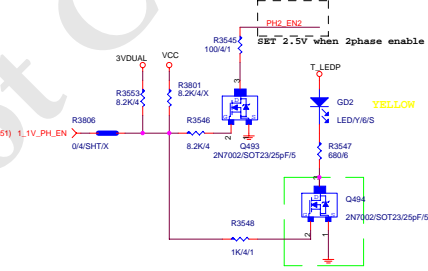 PH2_EN2
R3545
100/4/1
SET 2.5V when 2phase enable
3VDUAL
VCC
T_LEDP
R3553
8.2K/4
R3801
8.2K/4/X
3
GD2
YELLOW
LED/Y/6/S
51) 1_1V_PH_EN
R3806
0/4/SHT/X
R3546
8.2K/4
2
1
Q493
2N7002/SOT23/25pF/5
R3547
680/6
3
Q494
2N7002/SOT23/25pF/5
R3548
1K/4/1
2
1